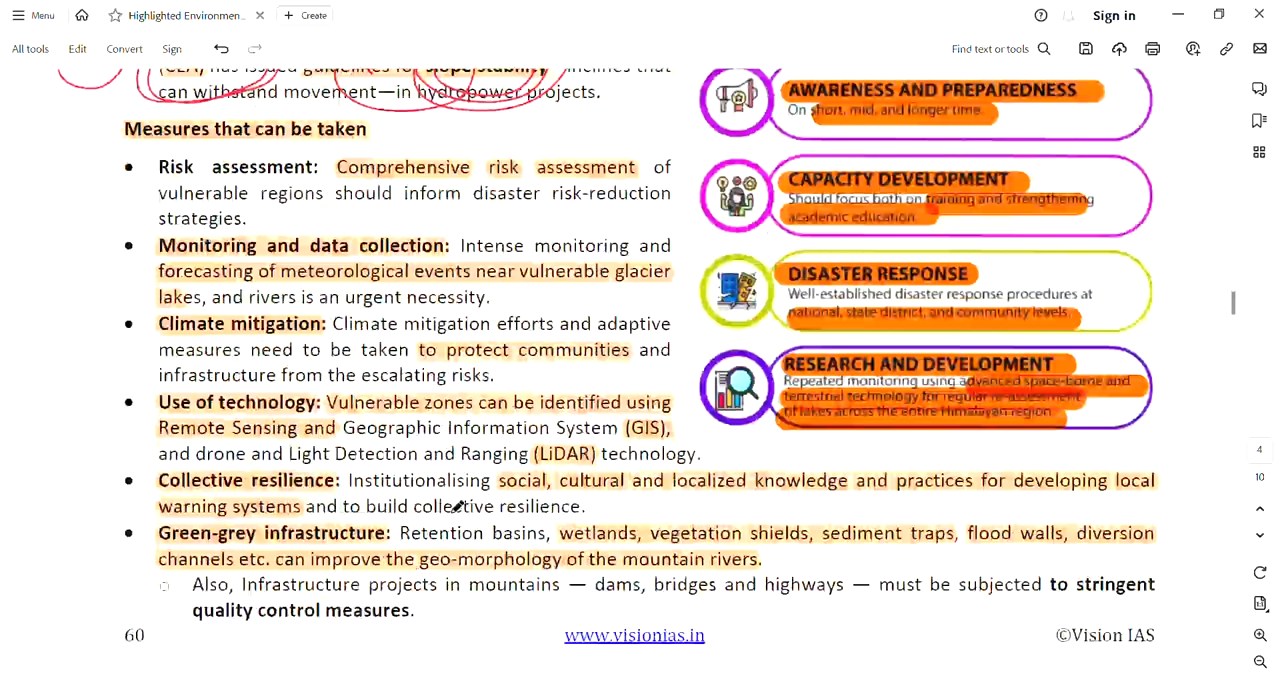 Menu
Highlighted Environmen...
Create
Sign in
All tools
Edit
Convert
Sign
Find text or tools
(CEA) has issued guidelines for slope stability—inclines that
can withstand movement—in hydropower projects.
Measures that can be taken
• Risk assessment: Comprehensive risk assessment of
vulnerable regions should inform disaster risk-reduction
strategies.
• Monitoring and data collection: Intense monitoring and
forecasting of meteorological events near vulnerable glacier
lakes, and rivers is an urgent necessity.
• Climate mitigation: Climate mitigation efforts and adaptive
measures need to be taken to protect communities and
infrastructure from the escalating risks.
• Use of technology: Vulnerable zones can be identified using
Remote Sensing and Geographic Information System (GIS),
and drone and Light Detection and Ranging (LiDAR) technology.
• Collective resilience: Institutionalising social, cultural and localized knowledge and practices for developing local
warning systems and to build collective resilience.
• Green-grey infrastructure: Retention basins, wetlands, vegetation shields, sediment traps, flood walls, diversion
channels etc. can improve the geo-morphology of the mountain rivers.
Also, Infrastructure projects in mountains — dams, bridges and highways — must be subjected to stringent
quality control measures.
AWARENESS AND PREPAREDNESS
On short, mid, and longer time.
CAPACITY DEVELOPMENT
Should focus both on training and strengthening
academic education.
DISASTER RESPONSE
Well-established disaster response procedures at
national, state district, and community levels
RESEARCH AND DEVELOPMENT
Repeated monitoring using advanced space-borne and
terrestrial technology for regular re-assessment
of lakes across the entire Himalayan region
60
www.visionias.in
©Vision IAS
4
10